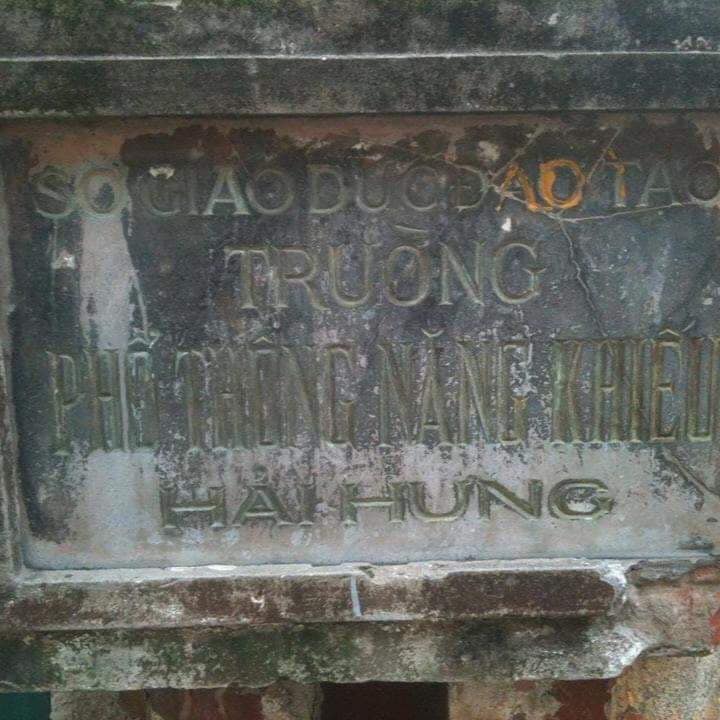 SỞ GIÁO DỤC ĐÀO TẠO
TRƯỜNG
PHỔ THÔNG NĂNG KHIẾU
HẢI HƯNG